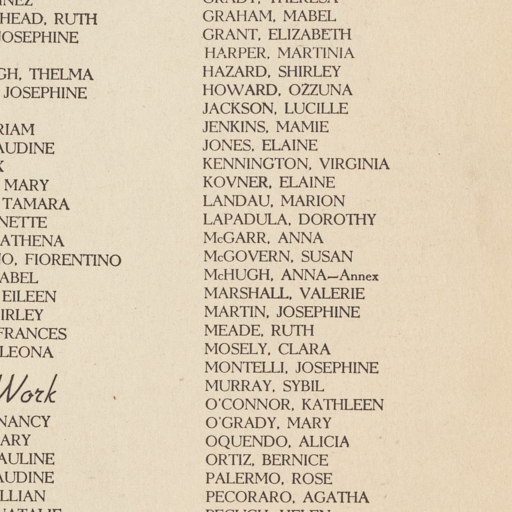 HEAD, RUTH
JOSEPHINE
GH, THELMA
JOSEPHINE
RIAM
AUDINE
MARY
TAMARA
NETTE
ATHENA
O, FIORENTINO
ABEL
EILEEN
IRLEY
FRANCES
LEONA
Work
NANCY
ARY
AULINE
AUDINE
LLIAN
GRADY, THERESA
GRAHAM, MABEL
GRANT, ELIZABETH
HARPER, MARTINIA
HAZARD, SHIRLEY
HOWARD, OZZUNA
JACKSON, LUCILLE
JENKINS, MAMIE
JONES, ELAINE
KENNINGTON, VIRGINIA
KOVNER, ELAINE
LANDAU, MARION
LAPADULA, DOROTHY
McGARR, ANNA
McGOVERN, SUSAN
McHUGH, ANNA—Annex
MARSHALL, VALERIE
MARTIN, JOSEPHINE
MEADE, RUTH
MOSELY, CLARA
MONTELLI, JOSEPHINE
MURRAY, SYBIL
O'CONNOR, KATHLEEN
O'GRADY, MARY
OQUENDO, ALICIA
ORTIZ, BERNICE
PALERMO, ROSE
PECORARO, AGATHA